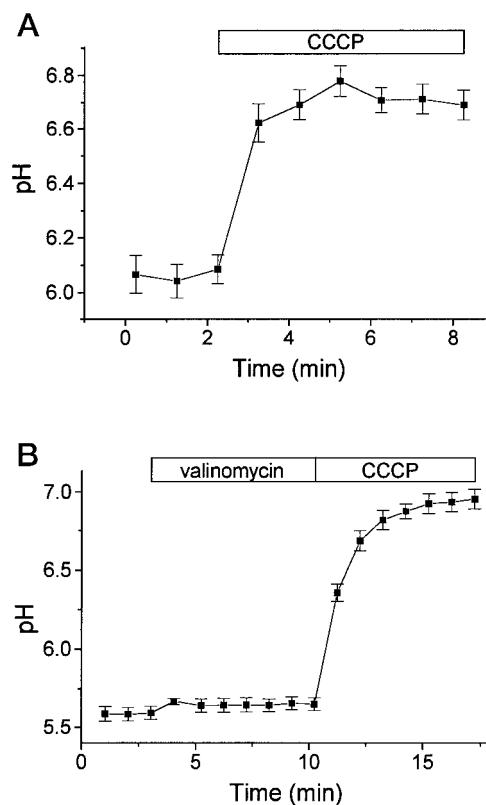 A
CCCP
6.8
6.6
6.4
6.2
6.0
pH
0 2 4 6 8
Time (min)
B
valinomycin CCCP
7.0
6.5
6.0
5.5
pH
0 5 10 15
Time (min)